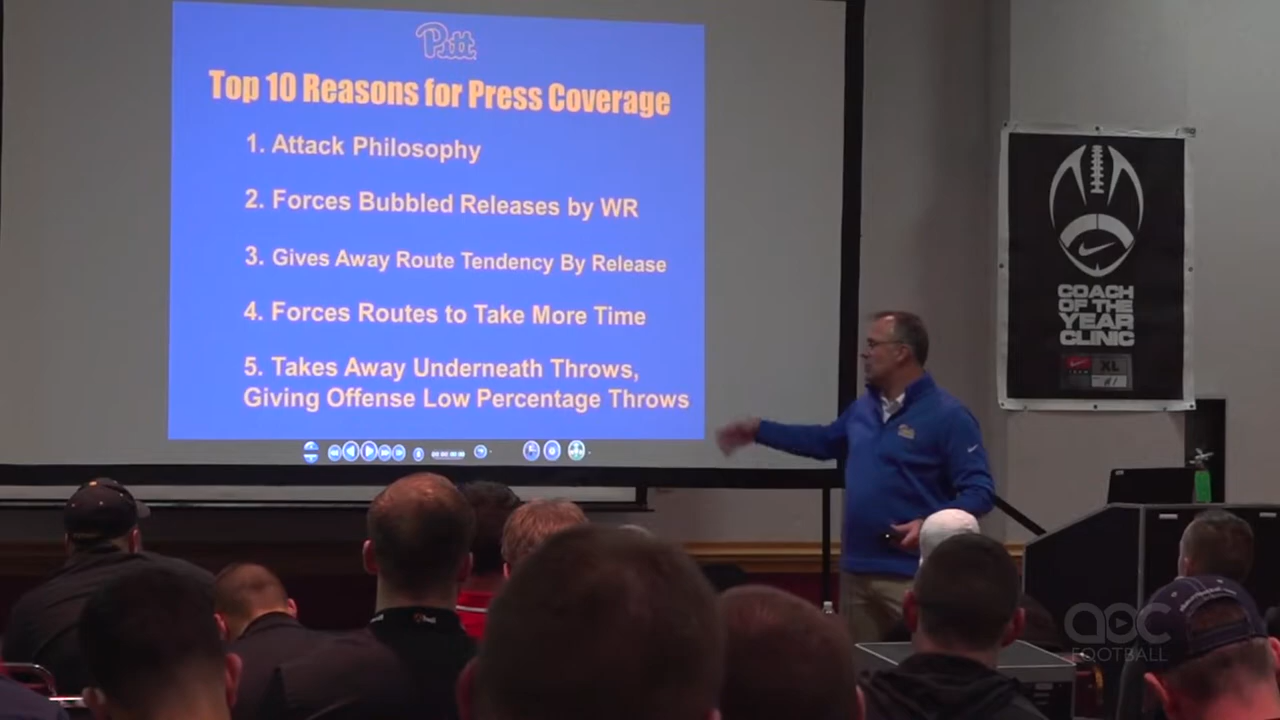 Pitt
Top 10 Reasons for Press Coverage
1. Attack Philosophy
2. Forces Bubbled Releases by WR
3. Gives Away Route Tendency By Release
4. Forces Routes to Take More Time
5. Takes Away Underneath Throws,
Giving Offense Low Percentage Throws
COACH
OF THE
YEAR
CLINIC
XL
aoc
FOOTBALL